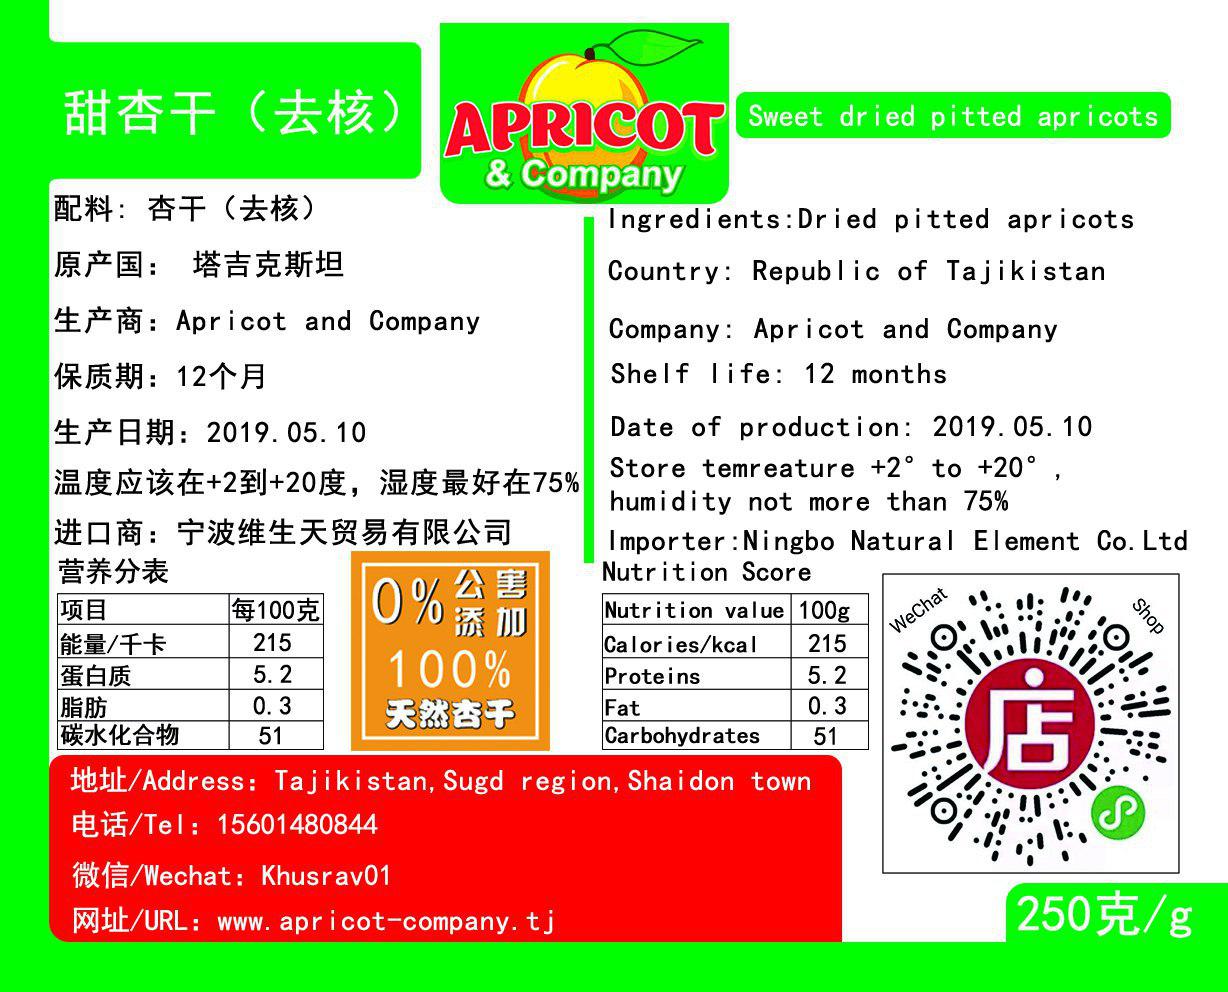 甜杏干（去核）
APRICOT
& Company
Sweet dried pitted apricots
配料: 杏干（去核）
原产国： 塔吉克斯坦
生产商：Apricot and Company
保质期：12个月
生产日期：2019.05.10
温度应该在+2到+20度，湿度最好在75%
进口商：宁波维生天贸易有限公司
Ingredients:Dried pitted apricots
Country: Republic of Tajikistan
Company: Apricot and Company
Shelf life: 12 months
Date of production: 2019.05.10
Store temreature +2° to +20°,
humidity not more than 75%
Importer:Ningbo Natural Element Co.Ltd
营养分表
项目 每100克
能量/千卡 215
蛋白质 5.2
脂肪 0.3
碳水化合物 51
0% 公害
添加
100%
天然杏干
Nutrition Score
Nutrition value 100g
Calories/kcal 215
Proteins 5.2
Fat 0.3
Carbohydrates 51
WeChat Shop
店
地址/Address：Tajikistan,Sugd region,Shaidon town
电话/Tel：15601480844
微信/Wechat：Khusrav01
网址/URL：www.apricot-company.tj
250克/g